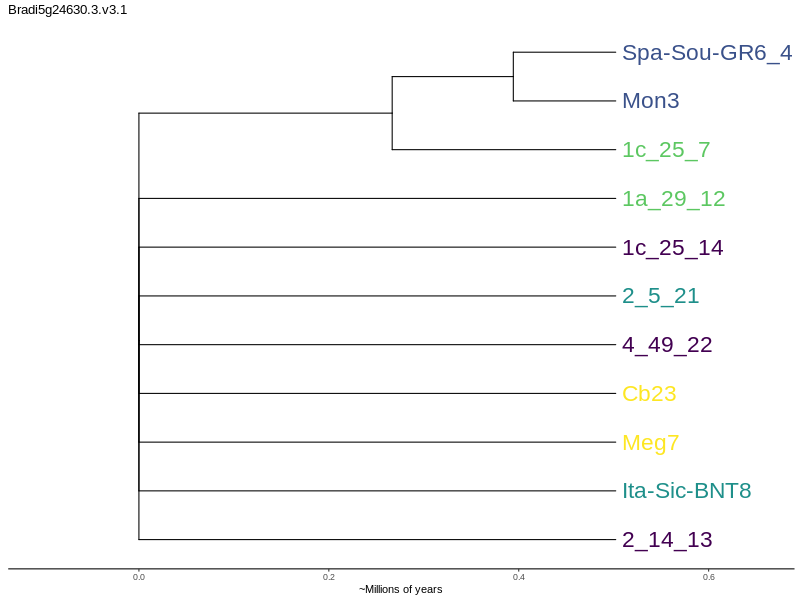 Bradi5g24630.3.v3.1
Spa-Sou-GR6_4
Mon3
1c_25_7
1a_29_12
1c_25_14
2_5_21
4_49_22
Cb23
Meg7
Ita-Sic-BNT8
2_14_13
0.0 0.2 0.4 0.6
~Millions of years